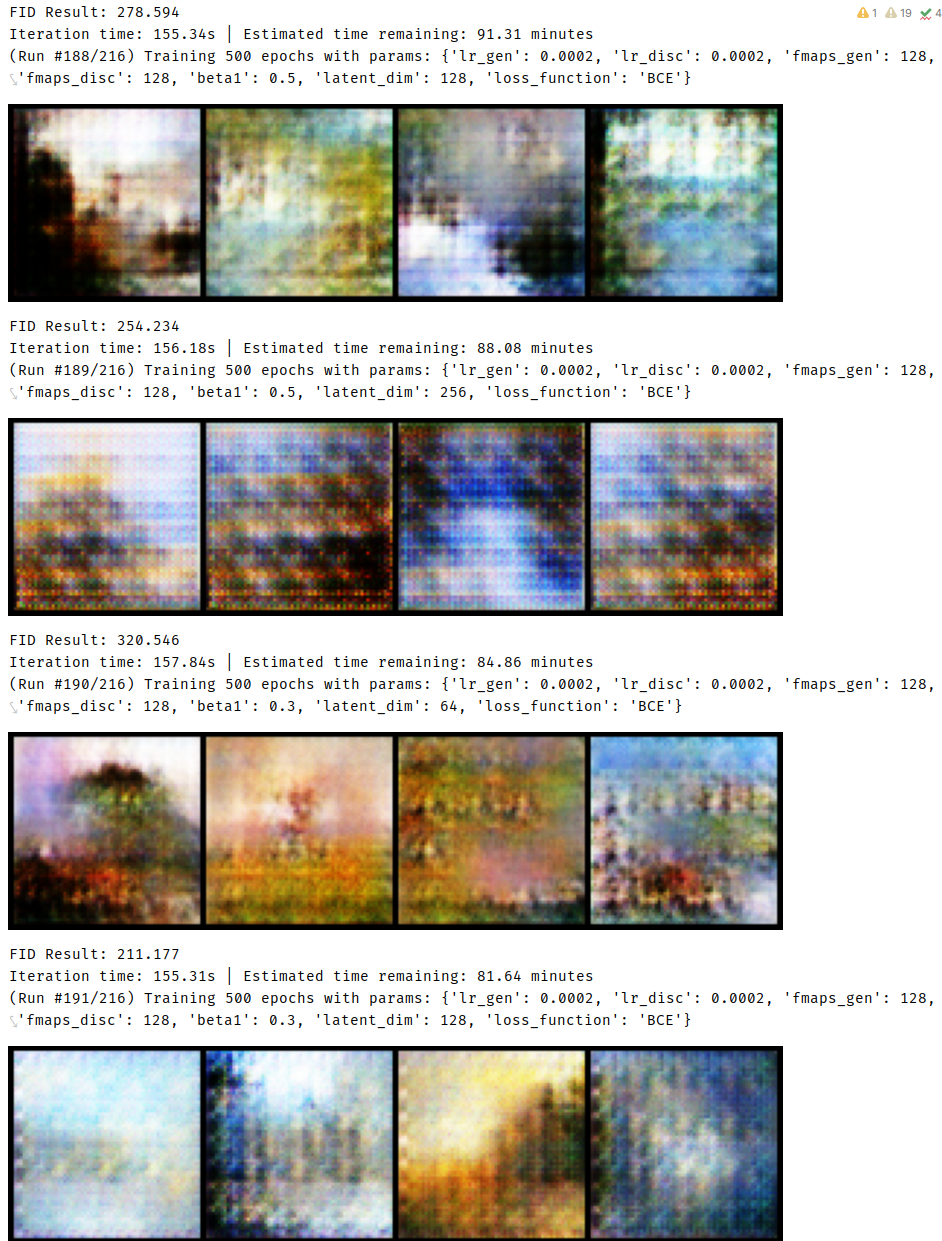 FID Result: 278.594
1 19 4
Iteration time: 155.34s | Estimated time remaining: 91.31 minutes
(Run #188/216) Training 500 epochs with params: {'lr_gen': 0.0002, 'lr_disc': 0.0002, 'fmaps_gen': 128,
'fmaps_disc': 128, 'beta1': 0.5, 'latent_dim': 128, 'loss_function': 'BCE'}
FID Result: 254.234
Iteration time: 156.18s | Estimated time remaining: 88.08 minutes
(Run #189/216) Training 500 epochs with params: {'lr_gen': 0.0002, 'lr_disc': 0.0002, 'fmaps_gen': 128,
'fmaps_disc': 128, 'beta1': 0.5, 'latent_dim': 256, 'loss_function': 'BCE'}
FID Result: 320.546
Iteration time: 157.84s | Estimated time remaining: 84.86 minutes
(Run #190/216) Training 500 epochs with params: {'lr_gen': 0.0002, 'lr_disc': 0.0002, 'fmaps_gen': 128,
'fmaps_disc': 128, 'beta1': 0.3, 'latent_dim': 64, 'loss_function': 'BCE'}
FID Result: 211.177
Iteration time: 155.31s | Estimated time remaining: 81.64 minutes
(Run #191/216) Training 500 epochs with params: {'lr_gen': 0.0002, 'lr_disc': 0.0002, 'fmaps_gen': 128,
'fmaps_disc': 128, 'beta1': 0.3, 'latent_dim': 128, 'loss_function': 'BCE'}